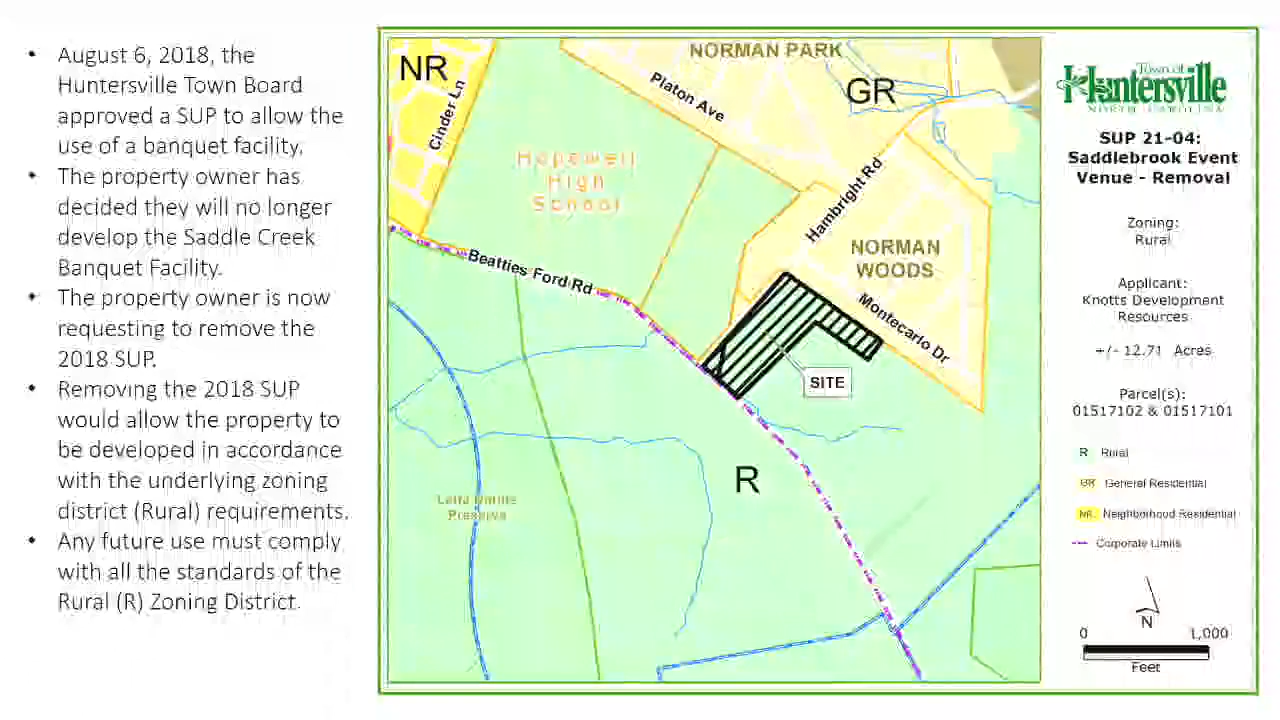 • August 6, 2018, the
Huntersville Town Board
approved a SUP to allow the
use of a banquet facility.
• The property owner has
decided they will no longer
develop the Saddle Creek
Banquet Facility.
• The property owner is now
requesting to remove the
2018 SUP.
• Removing the 2018 SUP
would allow the property to
be developed in accordance
with the underlying zoning
district (Rural) requirements.
• Any future use must comply
with all the standards of the
Rural (R) Zoning District.
NORMAN PARK
NR
GR
Cinder Ln
Platon Ave
Hopewell
High
School
Hambright Rd
NORMAN
WOODS
Beatties Ford Rd
Montecarlo Dr
SITE
R
Preserve
Town of
Huntersville
NORTH CAROLINA
SUP 21-04:
Saddlebrook Event
Venue - Removal
Zoning:
Rural
Applicant:
Knotts Development
Resources
+/- 12.71 Acres
Parcel(s):
01517102 & 01517101
R Rural
GR General Residential
NR Neighborhood Residential
Corporate Limits
N
0 1,000
Feet